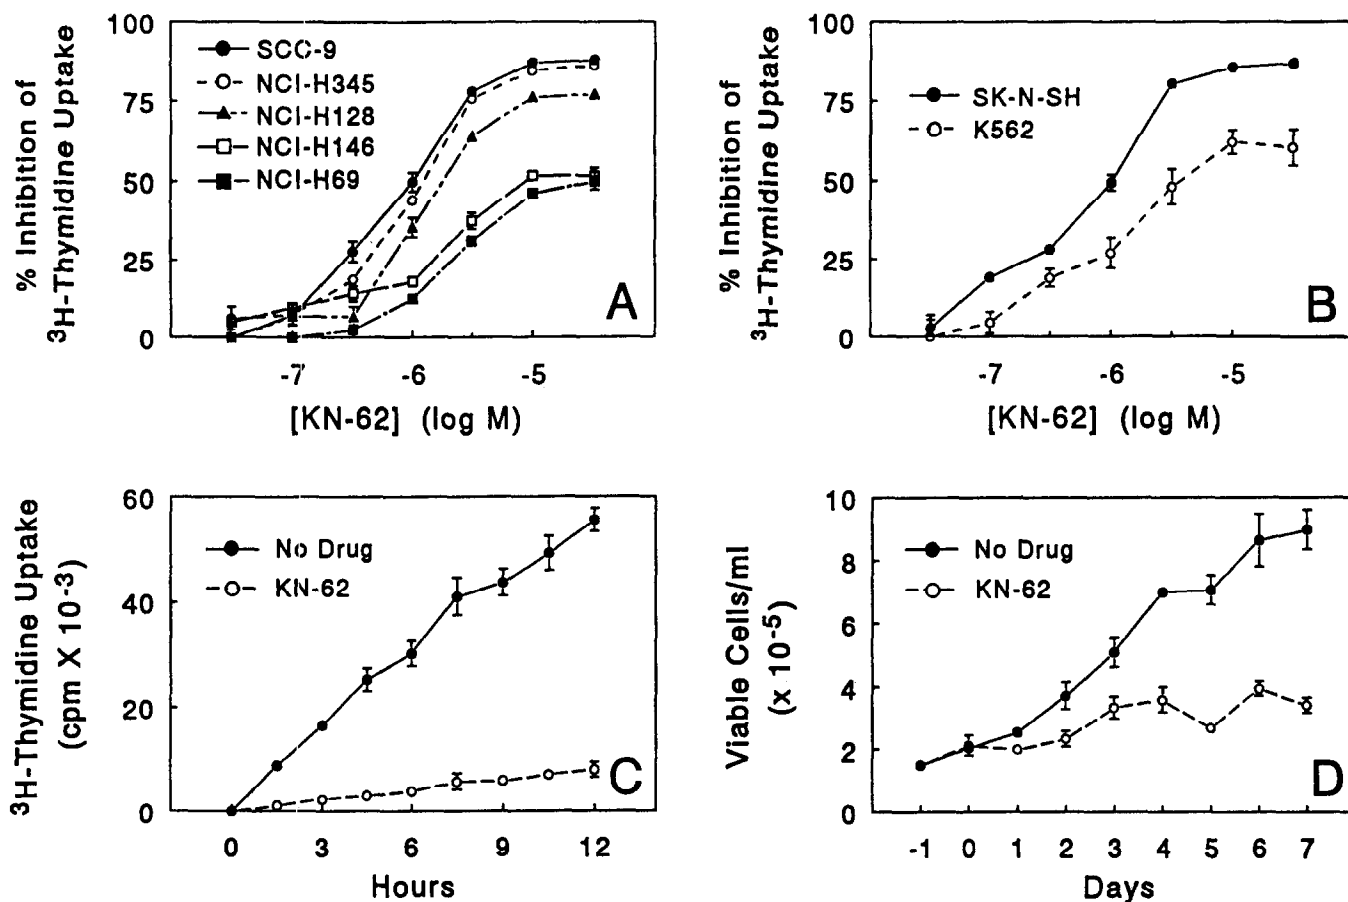 % Inhibition of
³H-Thymidine Uptake
100
75
50
25
0
SCC-9
NCI-H345
NCI-H128
NCI-H146
NCI-H69
A
-7
-6
-5
[KN-62] (log M)
% Inhibition of
³H-Thymidine Uptake
100
75
50
25
0
SK-N-SH
K562
B
-7
-6
-5
[KN-62] (log M)
³H-Thymidine Uptake
(cpm X 10⁻³)
60
40
20
0
No Drug
KN-62
C
0
3
6
9
12
Hours
Viable Cells/ml
(x 10⁻⁵)
10
8
6
4
2
0
No Drug
KN-62
D
-1
0
1
2
3
4
5
6
7
Days